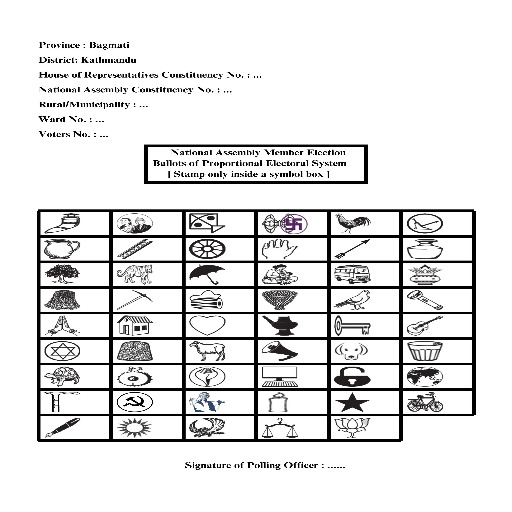 Province : Bagmati
District: Kathmandu
House of Representatives Constituency No. : ...
National Assembly Constituency No. : ...
Rural/Municipality : ...
Ward No. : ...
Voters No. : ...
National Assembly Member Election
Ballots of Proportional Electoral System
[ Stamp only inside a symbol box ]
Signature of Polling Officer : ......